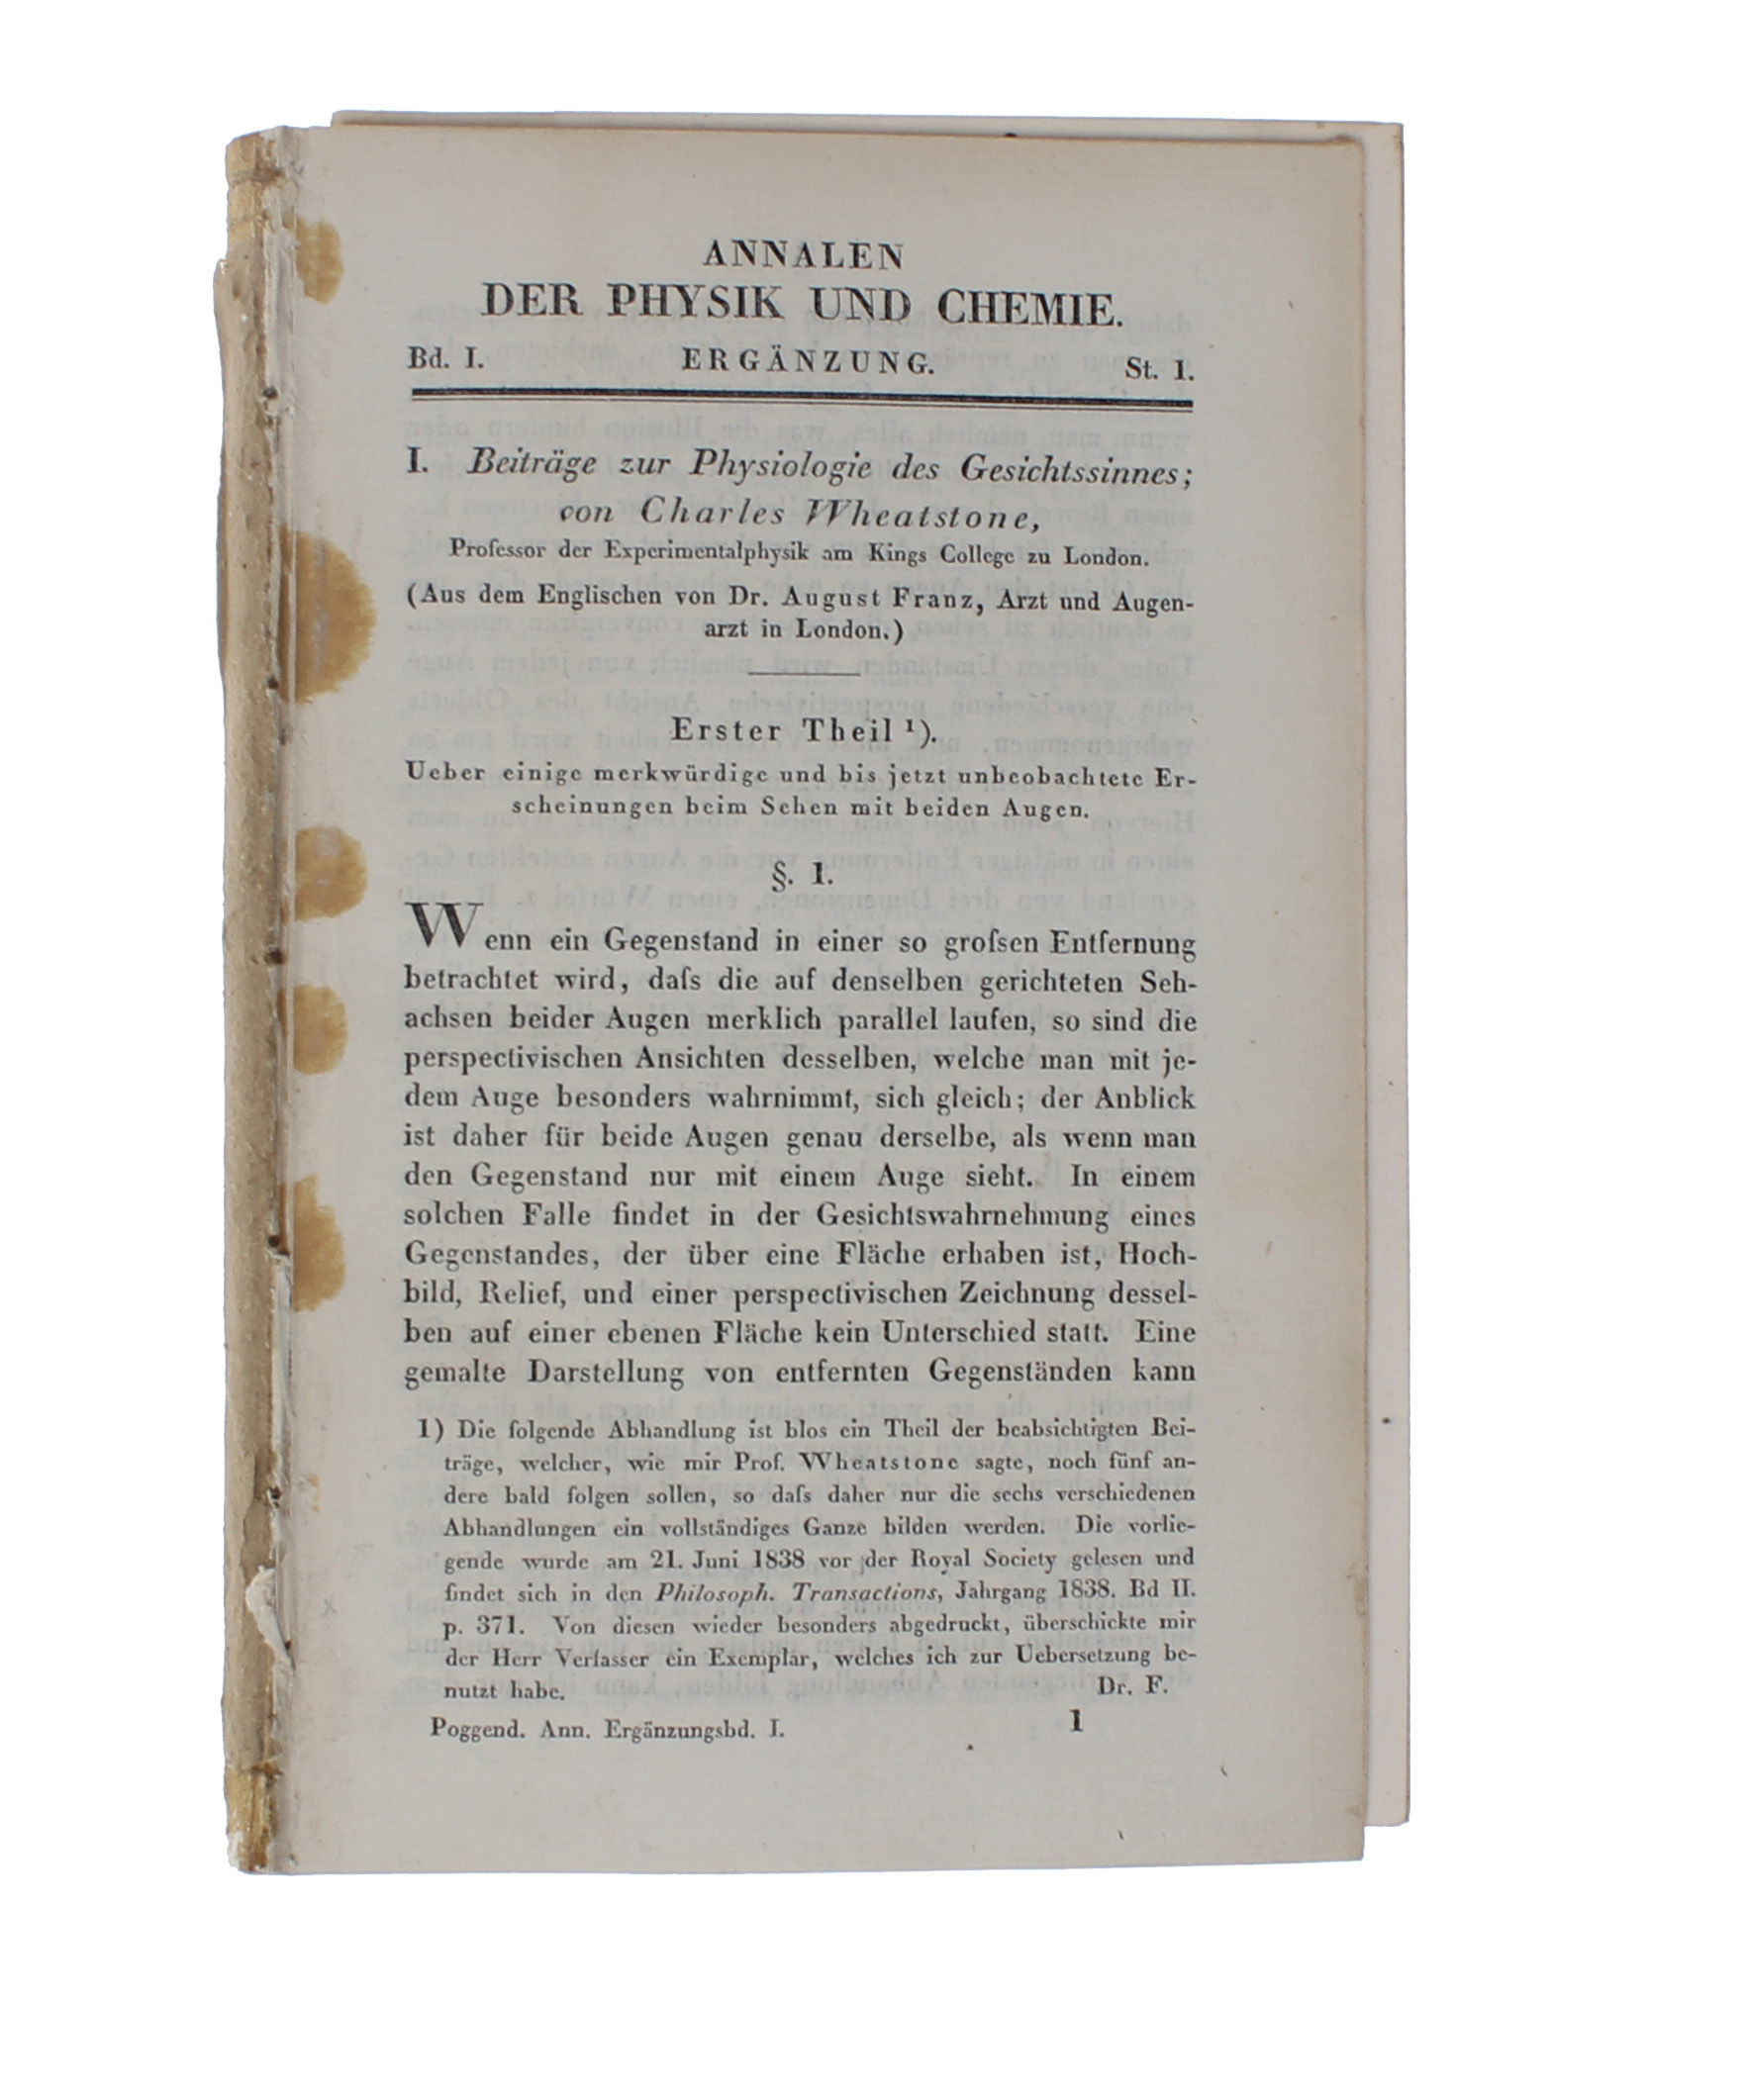 ANNALEN
DER PHYSIK UND CHEMIE.
Bd. I. ERGÄNZUNG. St. 1.
I. Beiträge zur Physiologie des Gesichtssinnes;
von Charles Wheatstone,
Professor der Experimentalphysik am Kings College zu London.
(Aus dem Englischen von Dr. August Franz, Arzt und Augen-
arzt in London.)
Erster Theil ¹).
Ueber einige merkwürdige und bis jetzt unbeobachtete Er-
scheinungen beim Sehen mit beiden Augen.
§. 1.
Wenn ein Gegenstand in einer so groſsen Entfernung
betrachtet wird, daſs die auf denselben gerichteten Seh-
achsen beider Augen merklich parallel laufen, so sind die
perspectivischen Ansichten desselben, welche man mit je-
dem Auge besonders wahrnimmt, sich gleich; der Anblick
ist daher für beide Augen genau derselbe, als wenn man
den Gegenstand nur mit einem Auge sieht. In einem
solchen Falle findet in der Gesichtswahrnehmung eines
Gegenstandes, der über eine Fläche erhaben ist, Hoch-
bild, Relief, und einer perspectivischen Zeichnung dessel-
ben auf einer ebenen Fläche kein Unterschied statt. Eine
gemalte Darstellung von entfernten Gegenständen kann
1) Die folgende Abhandlung ist blos ein Theil der beabsichtigten Bei-
träge, welcher, wie mir Prof. Wheatstone sagte, noch fünf an-
dere bald folgen sollen, so daſs daher nur die sechs verschiedenen
Abhandlungen ein vollständiges Ganze bilden werden. Die vorlie-
gende wurde am 21. Juni 1838 vor der Royal Society gelesen und
findet sich in den Philosoph. Transactions, Jahrgang 1838. Bd II.
p. 371. Von diesen wieder besonders abgedruckt, überschickte mir
der Herr Verfasser ein Exemplar, welches ich zur Uebersetzung be-
nutzt habe. Dr. F.
Poggend. Ann. Ergänzungsbd. I. 1